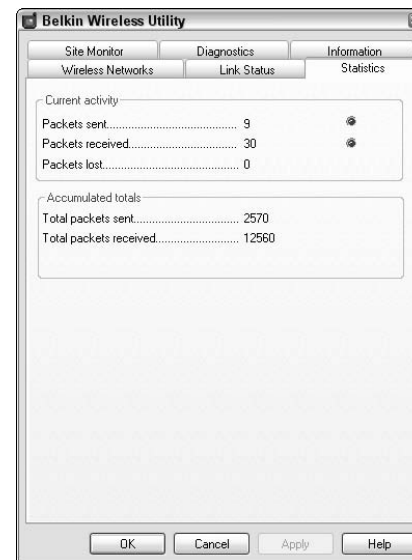 Belkin Wireless Utility
Site Monitor Diagnostics Information
Wireless Networks Link Status Statistics
Current activity
Packets sent 9
Packets received 30
Packets lost 0
Accumulated totals
Total packets sent 2570
Total packets received 12560
OK Cancel Apply Help